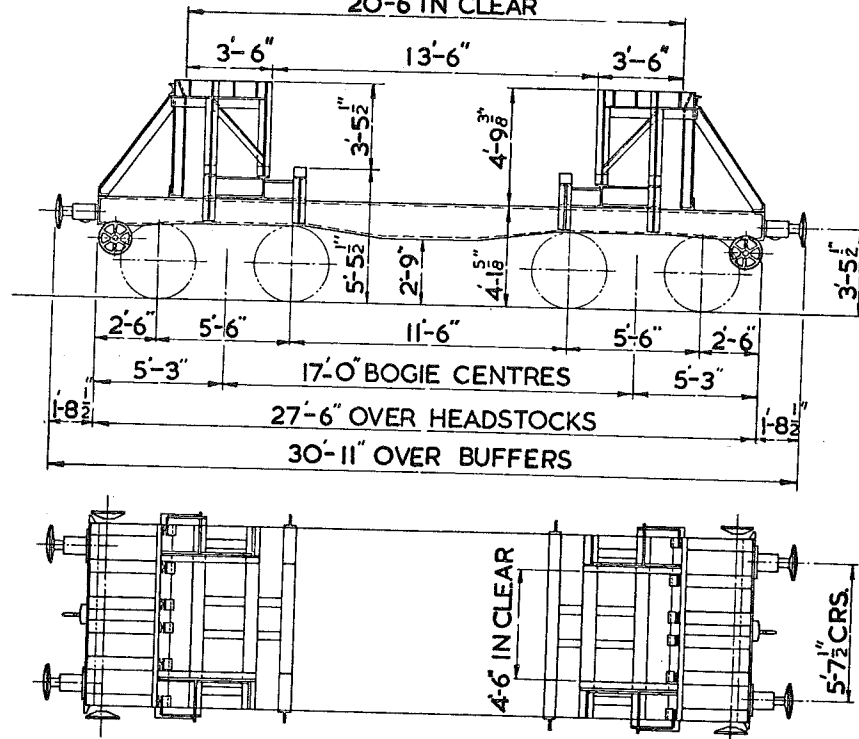 20-6 IN CLEAR
3'-6" 13'-6" 3'-6"
3'-5½" 4'-9⅜"
5'-5½" 2'-9" 4'-1⅝" 3'-5½"
2'-6" 5'-6" 11'-6" 5'-6" 2'-6"
5'-3" 17'-0" BOGIE CENTRES 5'-3"
1'-8½" 27'-6" OVER HEADSTOCKS 1'-8½"
30'-11" OVER BUFFERS
4'-6" IN CLEAR
5'-7½" CRS.